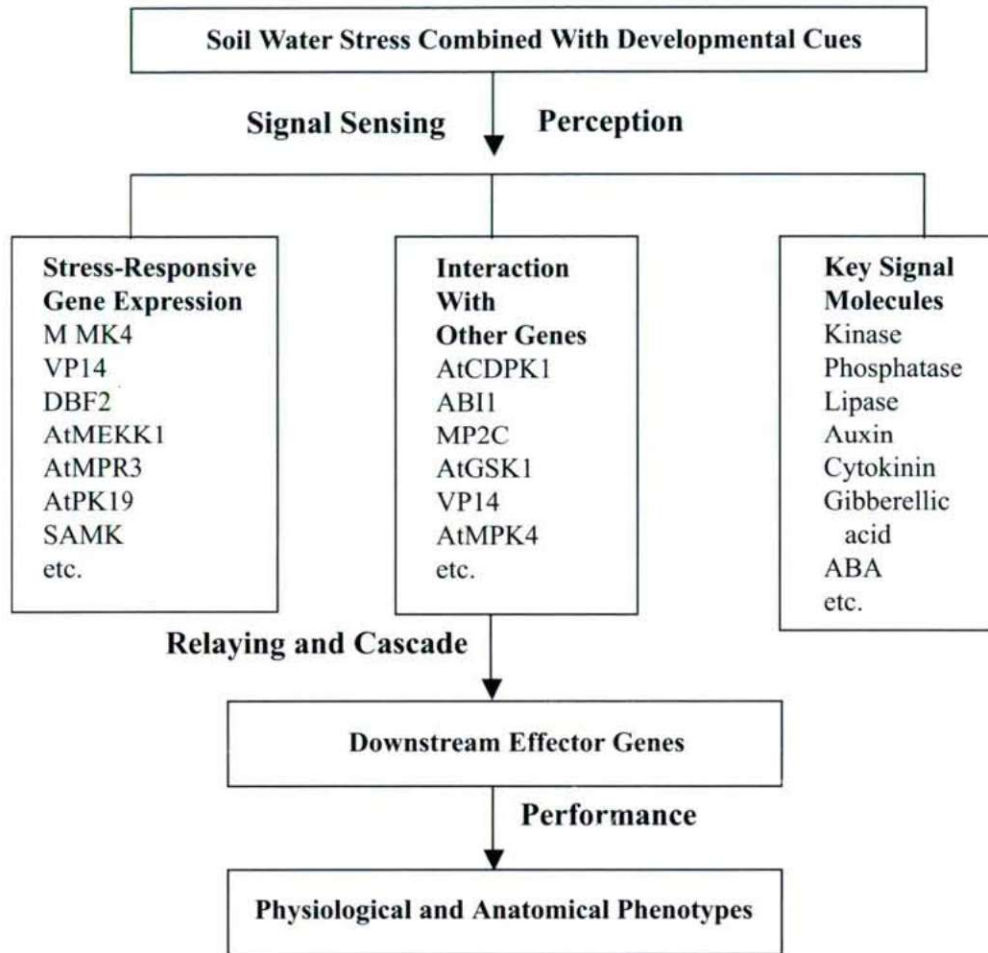 Soil Water Stress Combined With Developmental Cues
Signal Sensing
Perception
Stress-Responsive
Gene Expression
M MK4
VP14
DBF2
AtMEKK1
AtMPR3
AtPK19
SAMK
etc.
Interaction
With
Other Genes
AtCDPK1
ABI1
MP2C
AtGSK1
VP14
AtMPK4
etc.
Key Signal
Molecules
Kinase
Phosphatase
Lipase
Auxin
Cytokinin
Gibberellic
acid
ABA
etc.
Relaying and Cascade
Downstream Effector Genes
Performance
Physiological and Anatomical Phenotypes